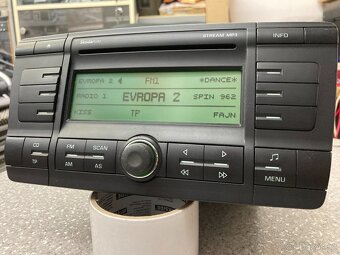 STREAM MP3
INFO
EVROPA 2 FM1 *DANCE*
RADIO 1 EVROPA 2 SPIN 962
KISS TP FAJN
CD FM SCAN
TP AM AS
MENU